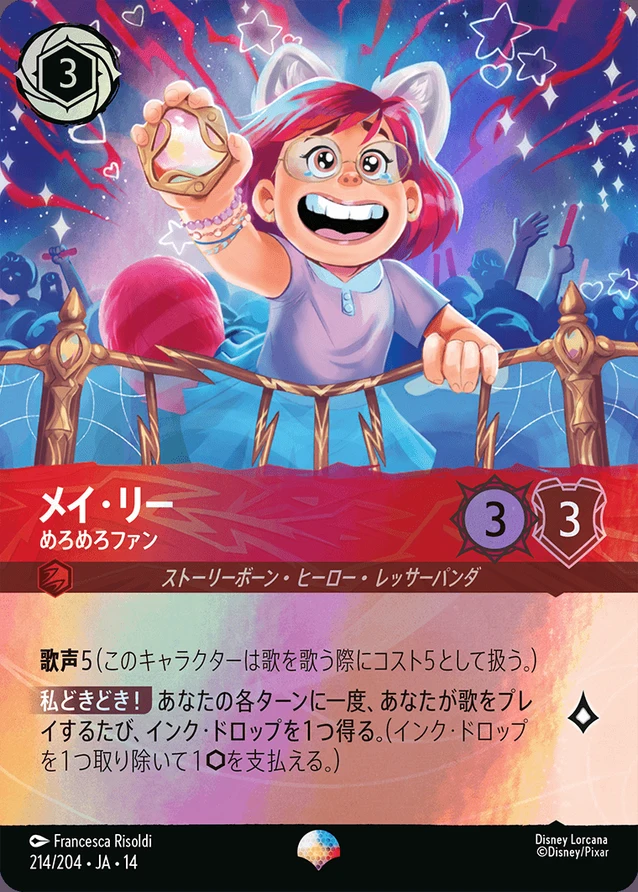 3
メイ・リー
めろめろファン
3
3
ストーリーボーン・ヒーロー・レッサーパンダ
歌声5(このキャラクターは歌を歌う際にコスト5として扱う。)
私どきどき! あなたの各ターンに一度、あなたが歌をプレ
イするたび、インク・ドロップを1つ得る。(インク・ドロップ
を1つ取り除いて1⬡を支払える。)
Francesca Risoldi
214/204・JA・14
Disney Lorcana
©Disney/Pixar